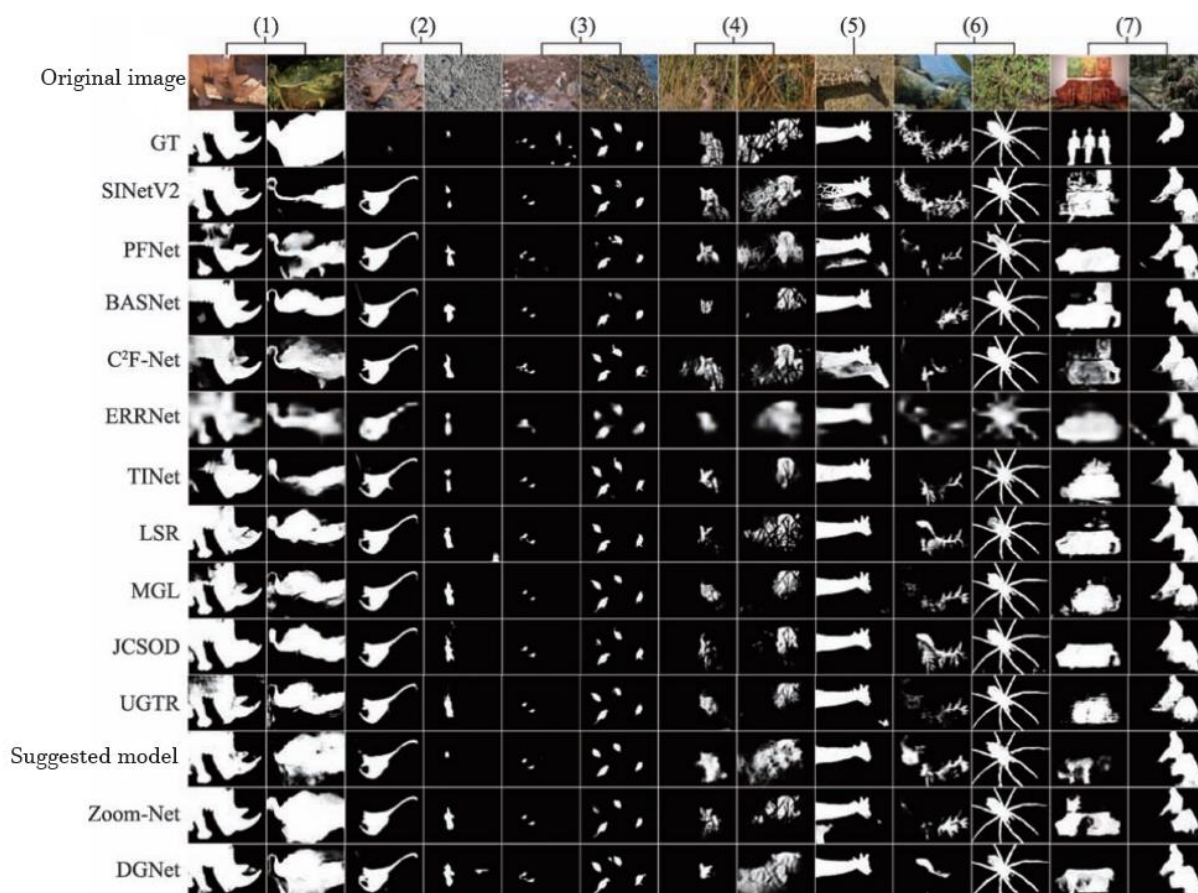 (1) (2) (3) (4) (5) (6) (7)
Original image
GT
SINetV2
PFNet
BASNet
C²F-Net
ERRNet
TINet
LSR
MGL
JCSOD
UGTR
Suggested model
Zoom-Net
DGNet